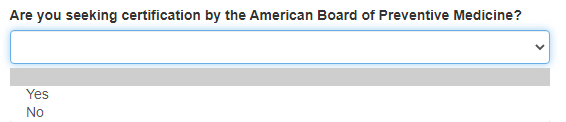 Are you seeking certification by the American Board of Preventive Medicine?
Yes
No